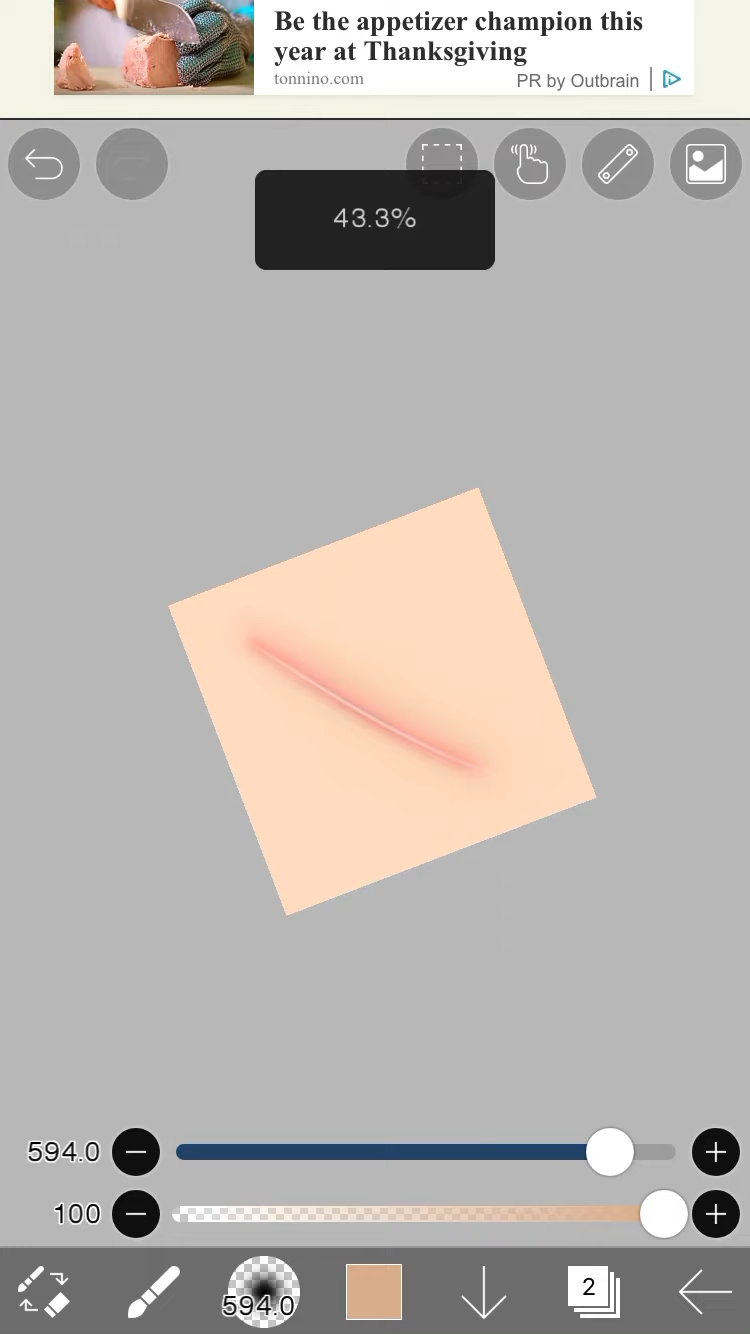 Be the appetizer champion this
year at Thanksgiving
tonnino.com
PR by Outbrain
43.3%
594.0
100
594.0
2